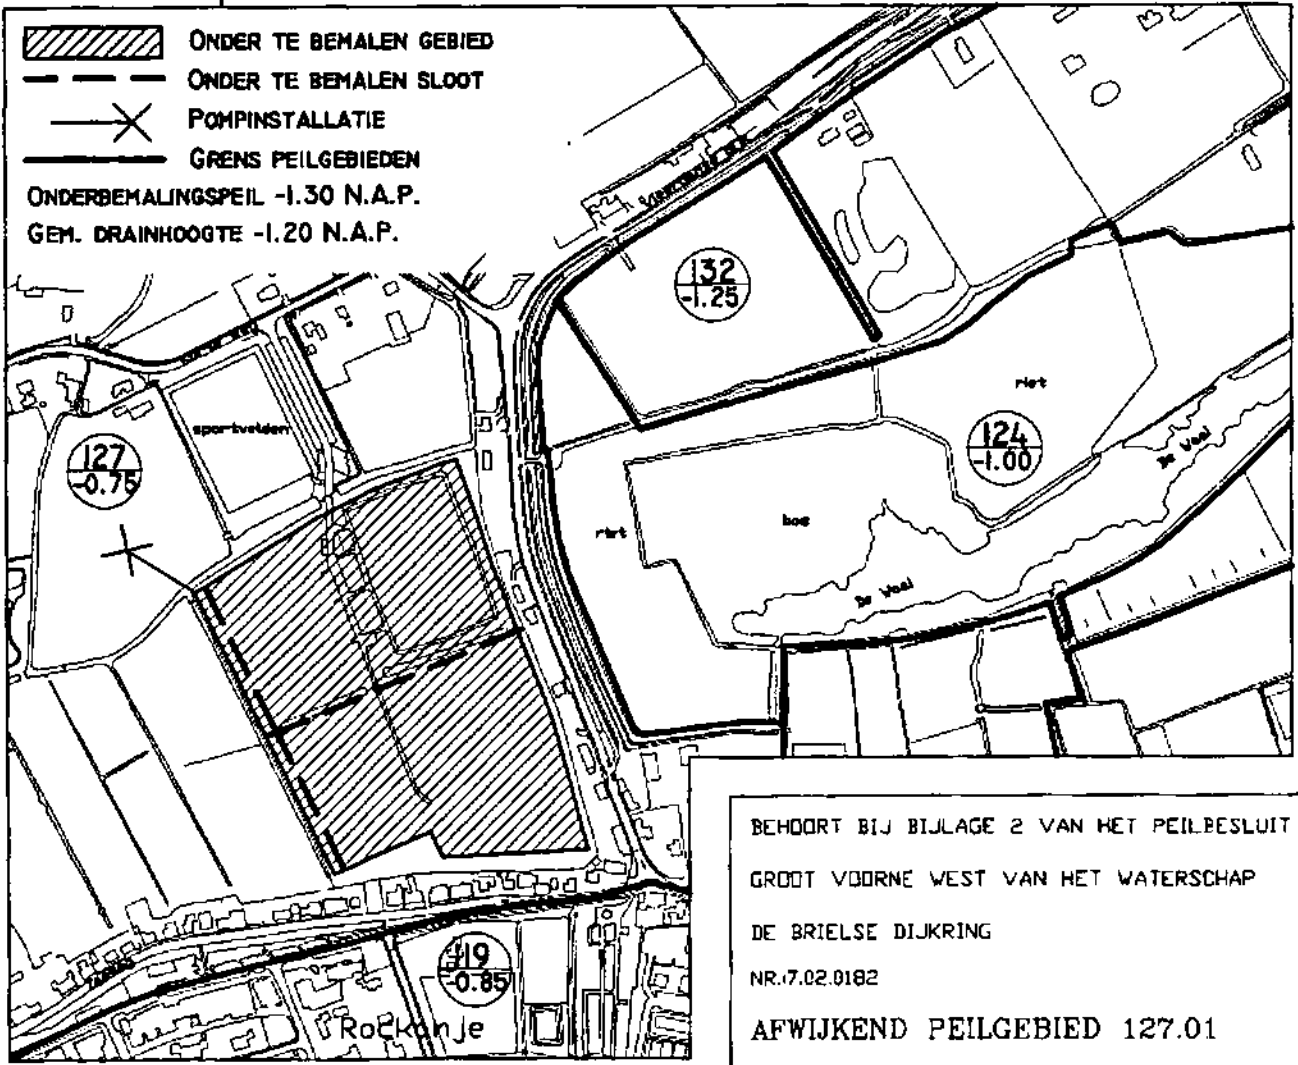 ONDER TE BEMALEN GEBIED
ONDER TE BEMALEN SLOOT
POMPINSTALLATIE
GRENS PEILGEBIEDEN
ONDERBEMALINGSPEIL -1.30 N.A.P.
GEM. DRAINHOOGTE -1.20 N.A.P.
132
-1.25
riet
124
-1.00
De Waal
sportvelden
127
-0.75
riet
bos
De Waal
119
-0.85
Rockanje
BEHOORT BIJ BIJLAGE 2 VAN HET PEILBESLUIT
GROOT VOORNE WEST VAN HET WATERSCHAP
DE BRIELSE DIJKRING
NR.17.02.0182
AFWIJKEND PEILGEBIED 127.01